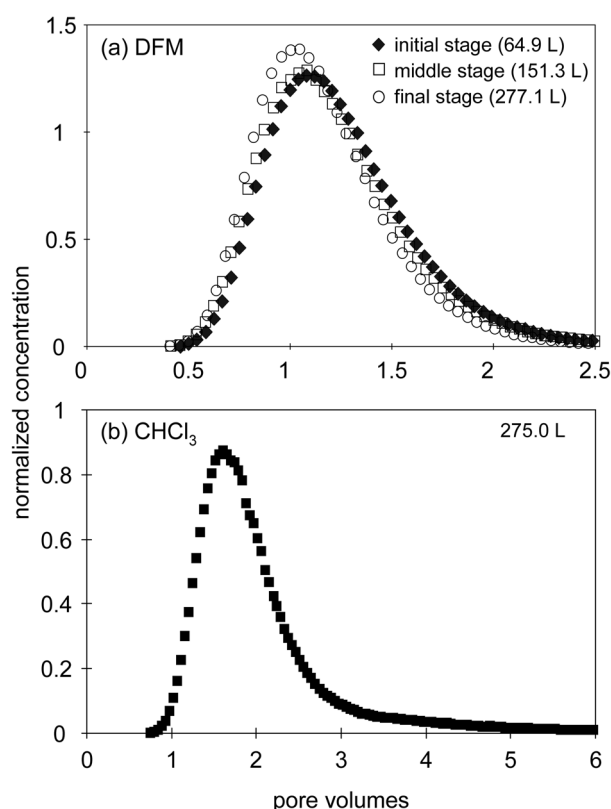 1.5
(a) DFM
initial stage (64.9 L)
middle stage (151.3 L)
final stage (277.1 L)
1
0.5
0
0 0.5 1 1.5 2 2.5
normalized concentration
1
(b) CHCl₃
275.0 L
0.8
0.6
0.4
0.2
0
0 1 2 3 4 5 6
pore volumes